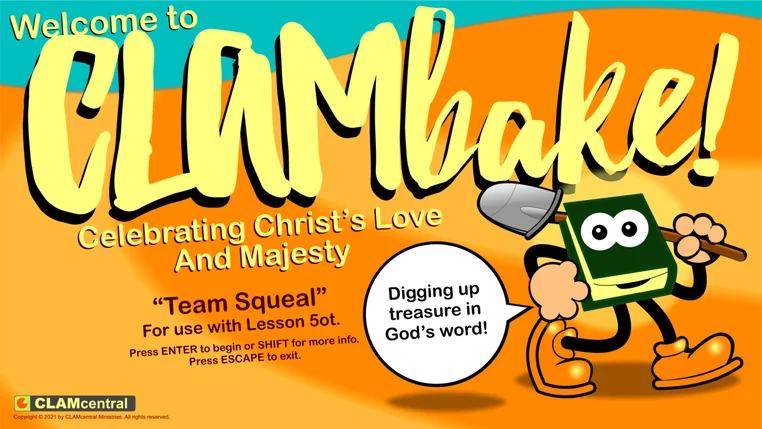 Welcome to
CLAMbake!
Celebrating Christ's Love
And Majesty
"Team Squeal"
For use with Lesson 5ot.
Press ENTER to begin or SHIFT for more info.
Press ESCAPE to exit.
Digging up
treasure in
God's word!
CLAMcentral
Copyright © 2021 by CLAMcentral Ministries. All rights reserved.